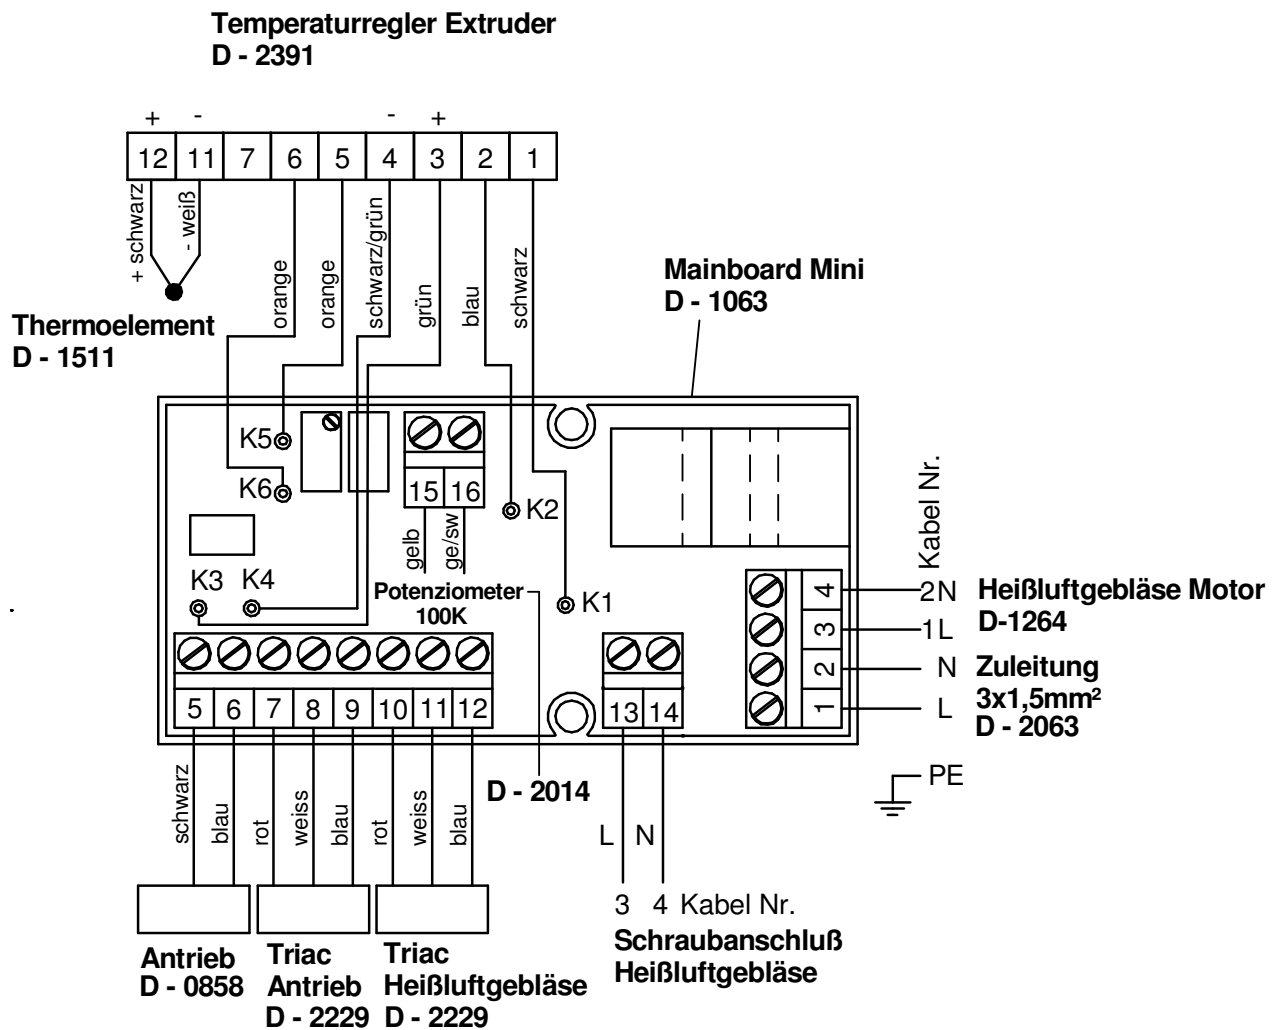 Temperaturregler Extruder
D - 2391
+ - - +
12 11 7 6 5 4 3 2 1
+ schwarz
- weiß
orange
orange
schwarz/grün
grün
blau
schwarz
Thermoelement
D - 1511
Mainboard Mini
D - 1063
K5
K6
K3 K4
K2
K1
15 16
gelb
ge/sw
Potenziometer
100K
D - 2014
Kabel Nr.
4 2N
3 1L
2 N
1 L
Heißluftgebläse Motor
D-1264
Zuleitung
3x1,5mm²
D - 2063
PE
5 6 7 8 9 10 11 12
13 14
schwarz
blau
rot
weiss
blau
rot
weiss
blau
L N
3 4 Kabel Nr.
Schraubanschluß
Heißluftgebläse
Antrieb
D - 0858
Triac
Antrieb
D - 2229
Triac
Heißluftgebläse
D - 2229